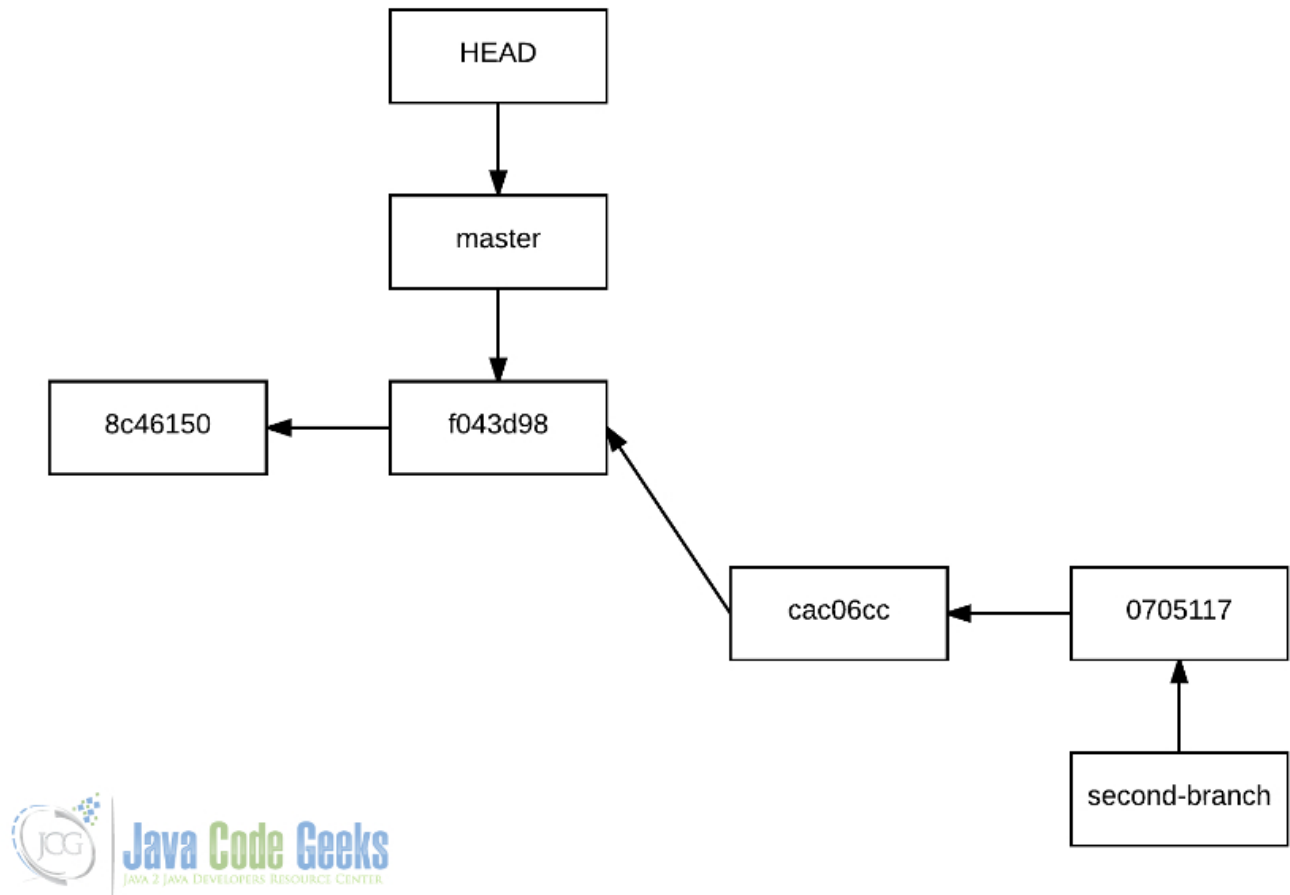 HEAD
master
8c46150
f043d98
cac06cc
0705117
second-branch
JCG
Java Code Geeks
JAVA 2 JAVA DEVELOPERS RESOURCE CENTER